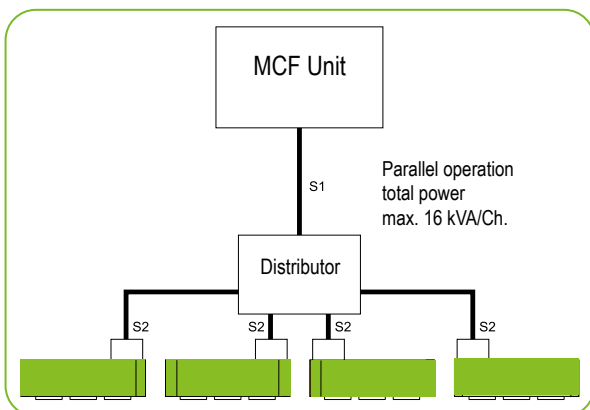 MCF Unit
S1
Parallel operation
total power
max. 16 kVA/Ch.
Distributor
S2
S2
S2
S2